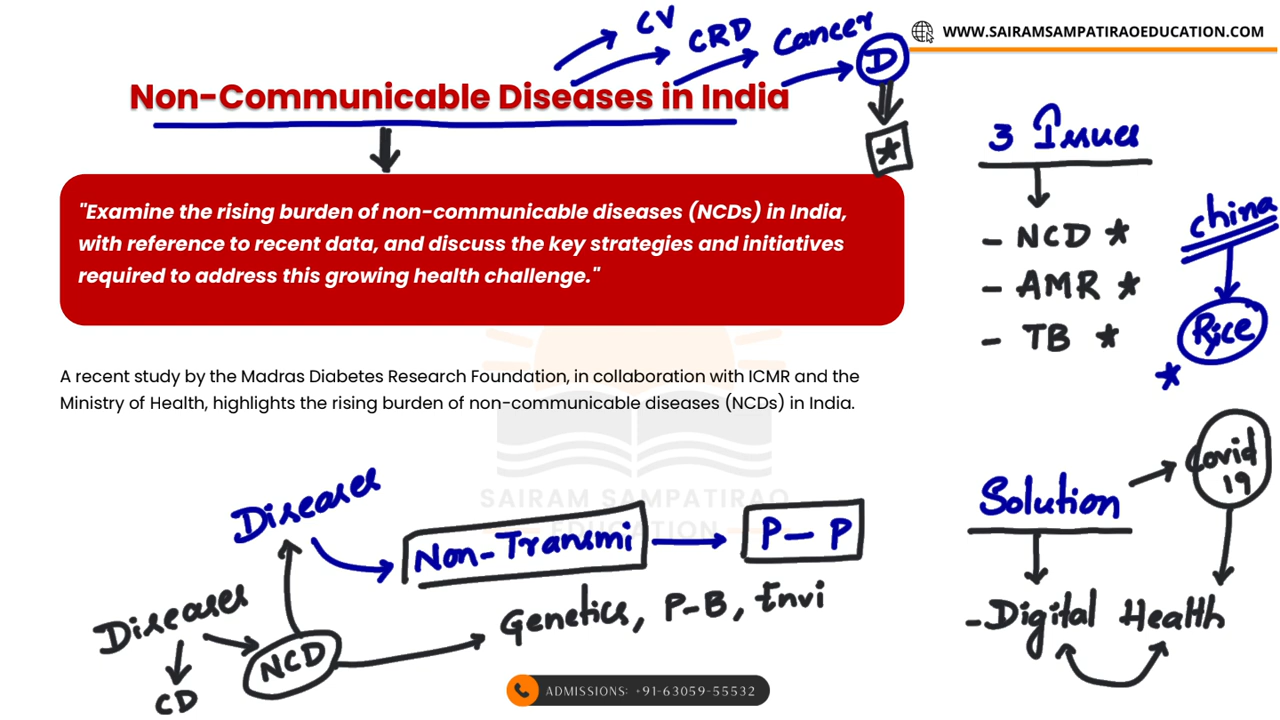 CV
CRD
Cancer
D
WWW.SAIRAMSAMPATIRAOEDUCATION.COM
Non-Communicable Diseases in India
"Examine the rising burden of non-communicable diseases (NCDs) in India,
with reference to recent data, and discuss the key strategies and initiatives
required to address this growing health challenge."
3 Issues
- NCD
- AMR
- TB
china
Rice
A recent study by the Madras Diabetes Research Foundation, in collaboration with ICMR and the
Ministry of Health, highlights the rising burden of non-communicable diseases (NCDs) in India.
SAIRAM SAMPATIRAO
EDUCATION
Diseases
Non-Transmi
P-P
Diseases
NCD
CD
Genetics, P-B, Envi
Solution
Covid
19
-Digital Health
ADMISSIONS: +91-63059-55532